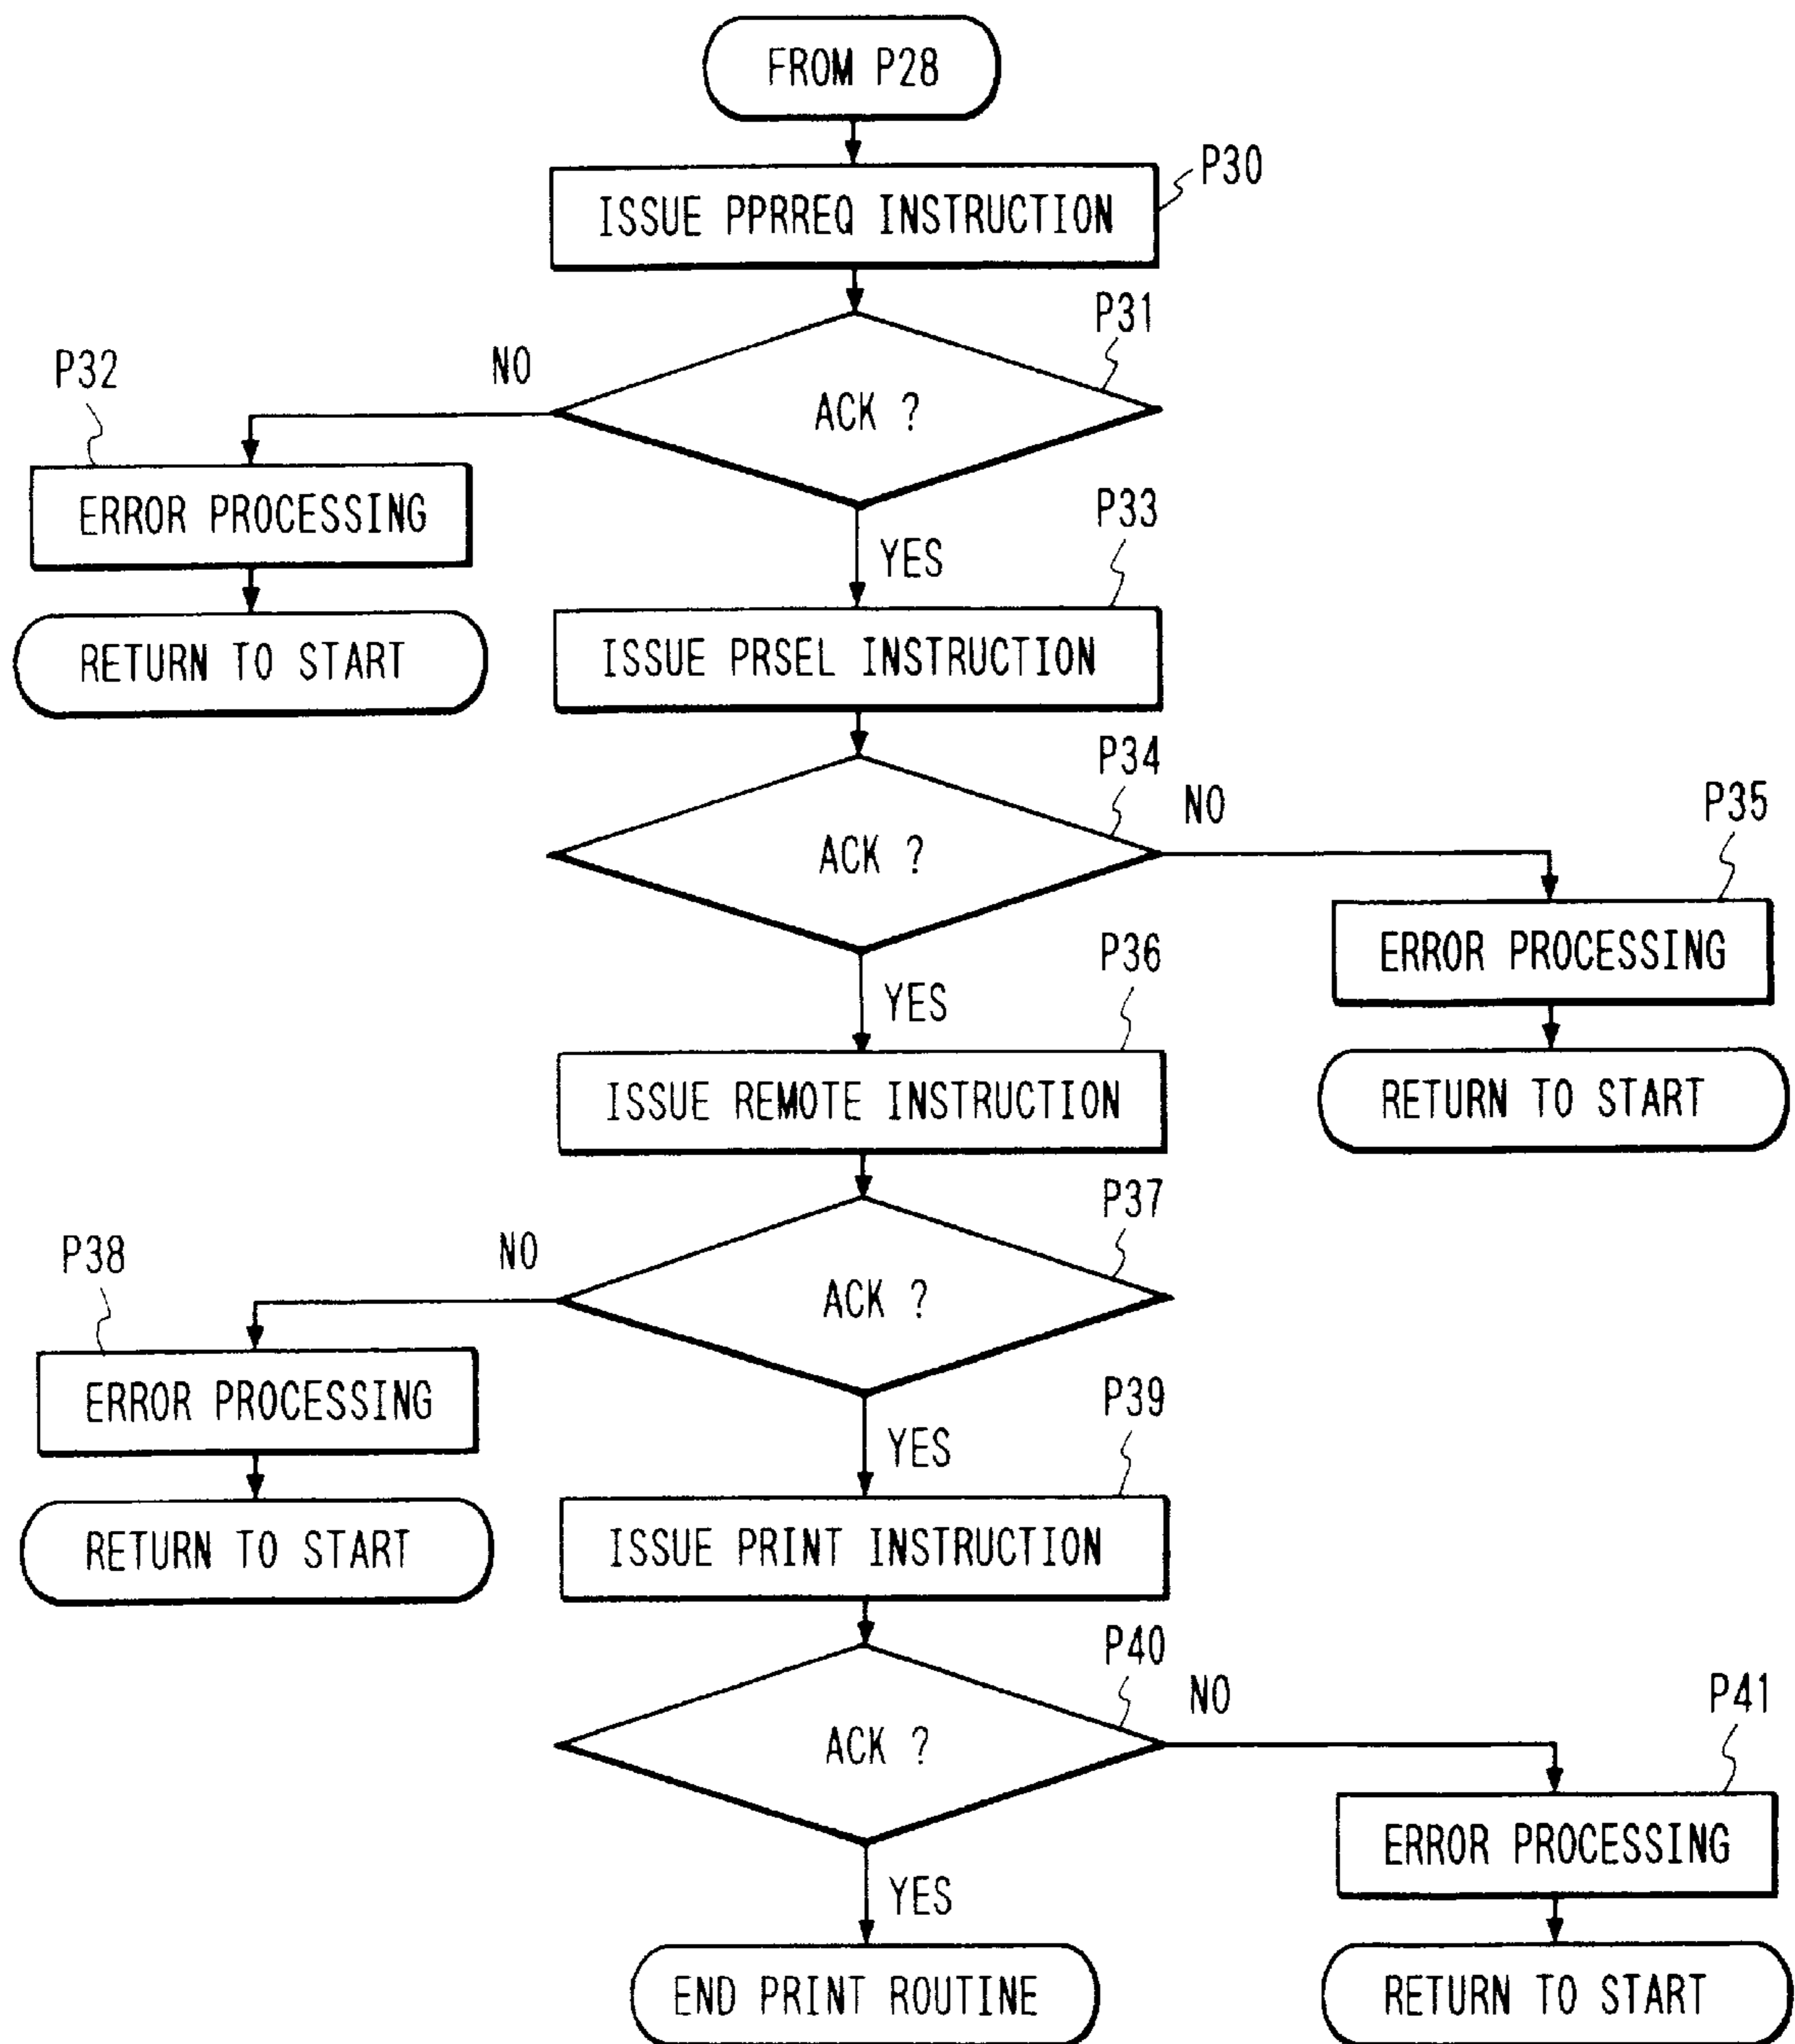 FROM P28
P30
ISSUE PPRREQ INSTRUCTION
P31
NO
ACK ?
P32
ERROR PROCESSING
YES
P33
RETURN TO START
ISSUE PRSEL INSTRUCTION
P34
NO
ACK ?
P35
ERROR PROCESSING
YES
P36
RETURN TO START
ISSUE REMOTE INSTRUCTION
P37
NO
ACK ?
P38
ERROR PROCESSING
YES
P39
RETURN TO START
ISSUE PRINT INSTRUCTION
P40
NO
ACK ?
P41
ERROR PROCESSING
YES
END PRINT ROUTINE
RETURN TO START